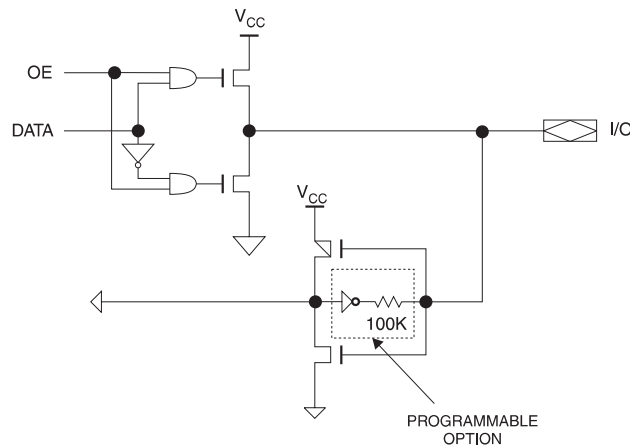 VCC
OE
DATA
I/O
VCC
100K
PROGRAMMABLE
OPTION